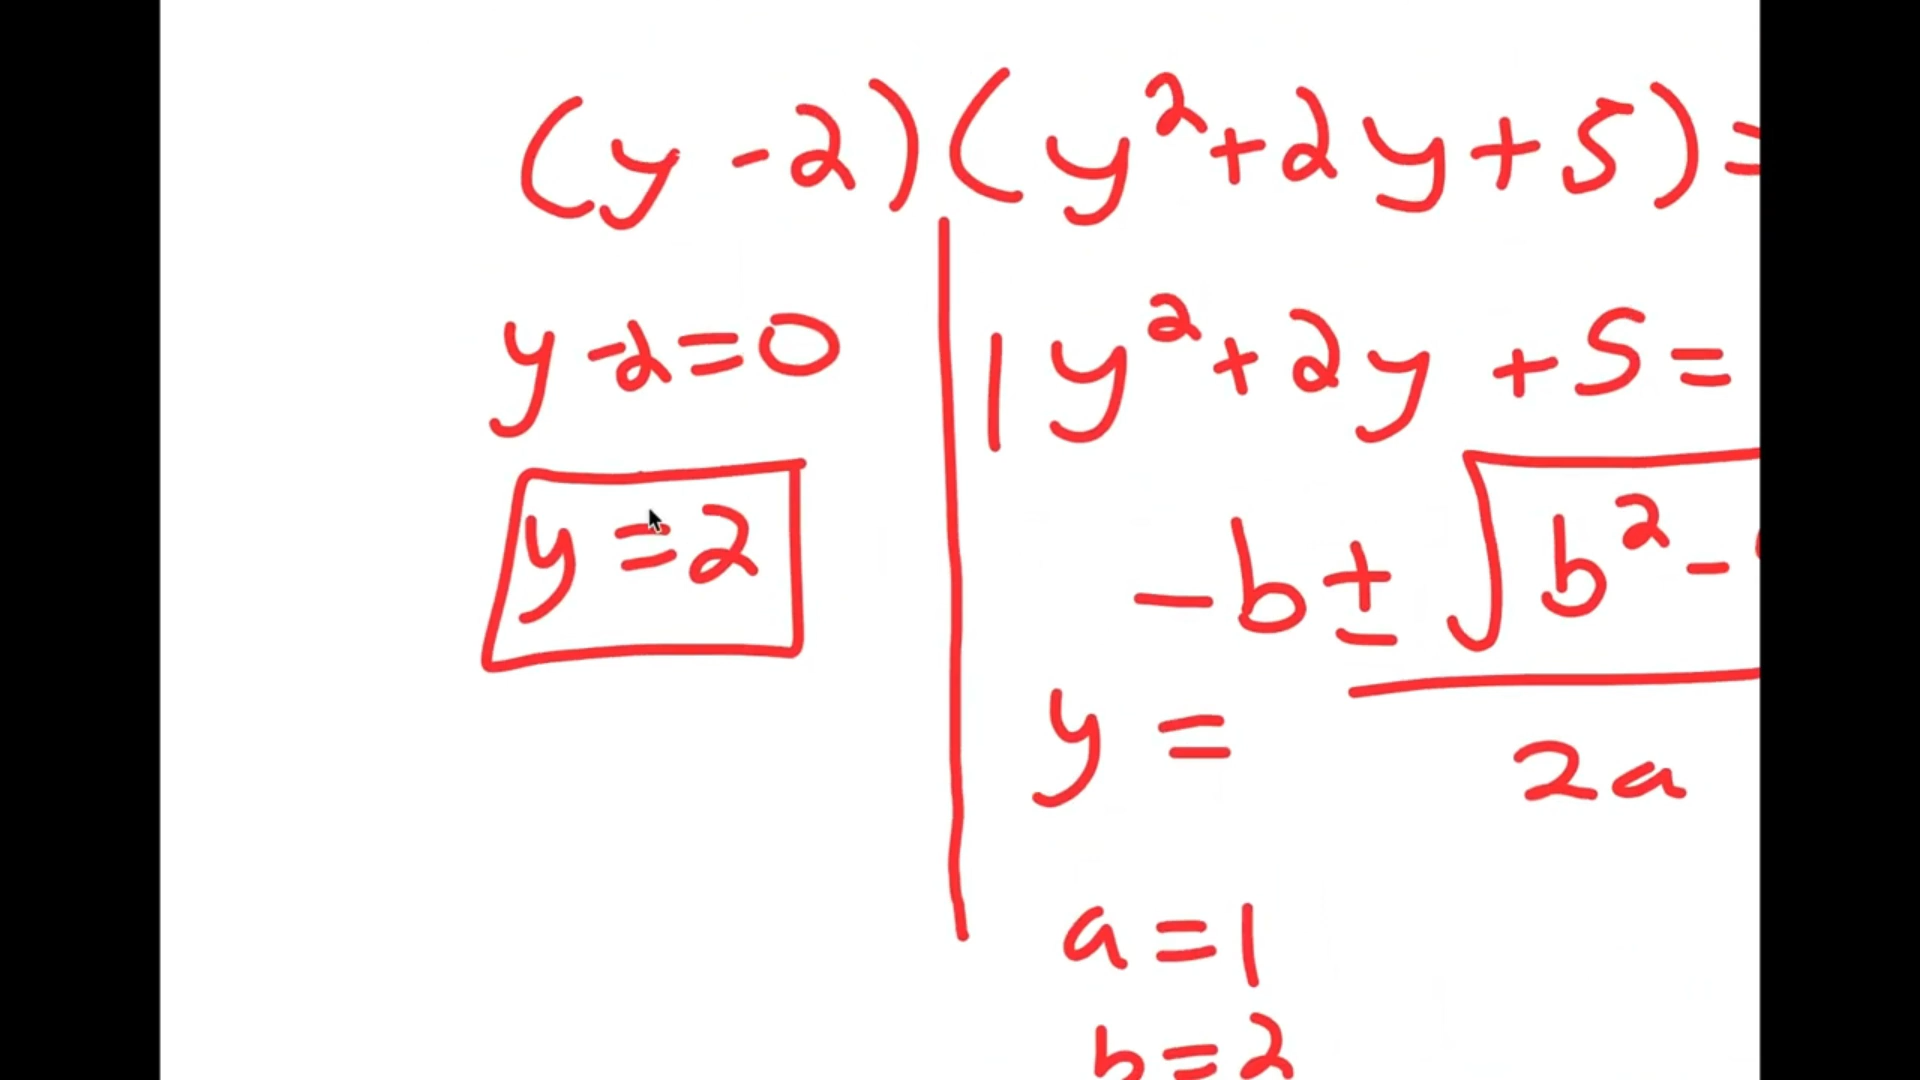 (y-2)(y²+2y+5)=
y-2=0
y=2
1y²+2y+5=
-b±√b²-
y=
2a
a=1
b=2